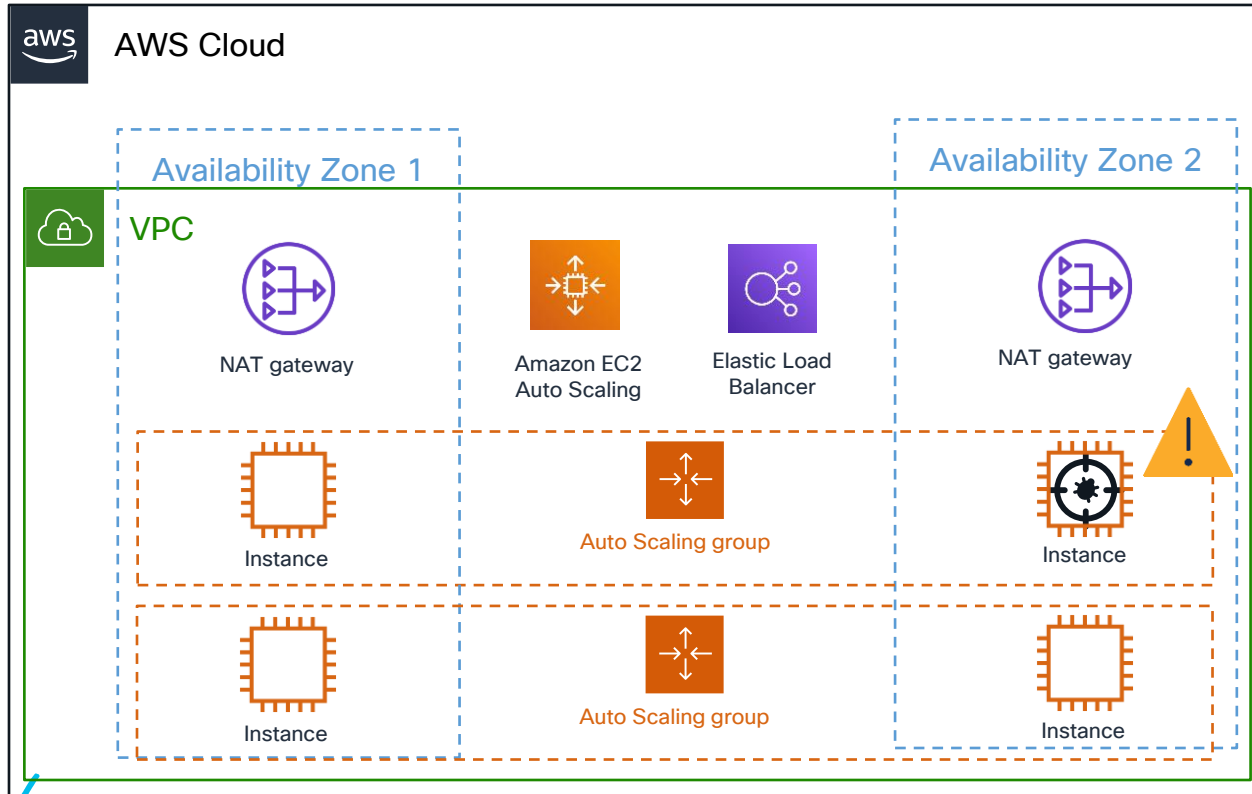 aws
AWS Cloud
Availability Zone 1
Availability Zone 2
VPC
NAT gateway
Amazon EC2
Auto Scaling
Elastic Load
Balancer
NAT gateway
Instance
Auto Scaling group
Instance
Instance
Auto Scaling group
Instance